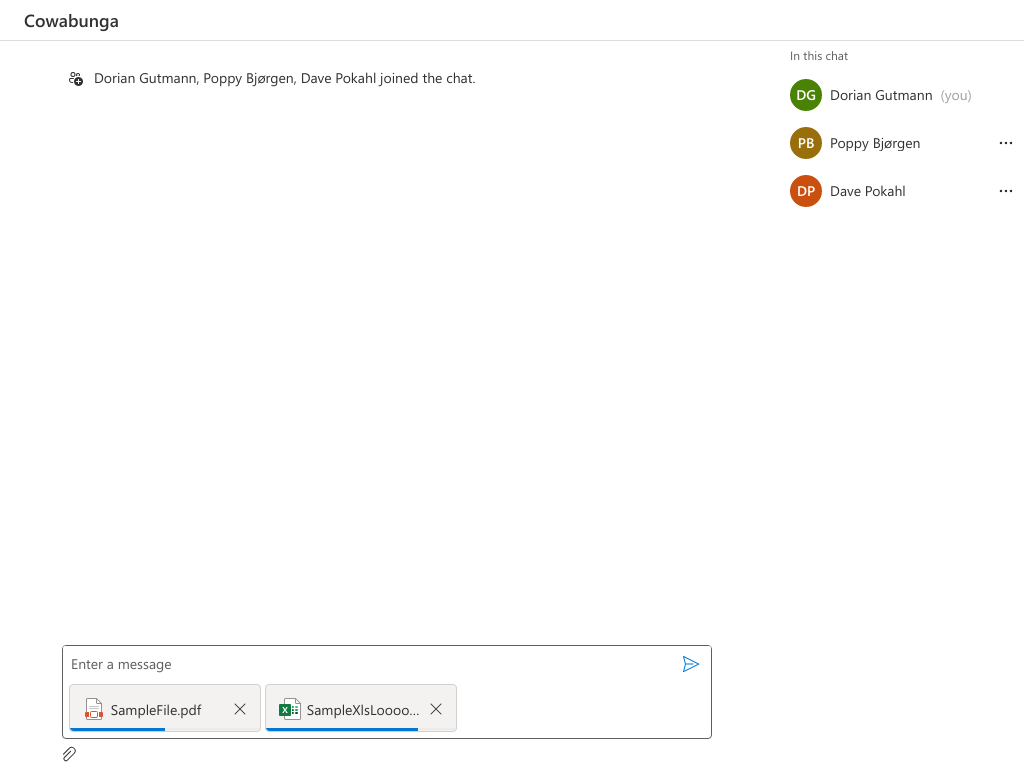 Cowabunga
Dorian Gutmann, Poppy Bjørgen, Dave Pokahl joined the chat.
In this chat
DG Dorian Gutmann (you)
PB Poppy Bjørgen
DP Dave Pokahl
Enter a message
SampleFile.pdf
SampleXlsLoooo...